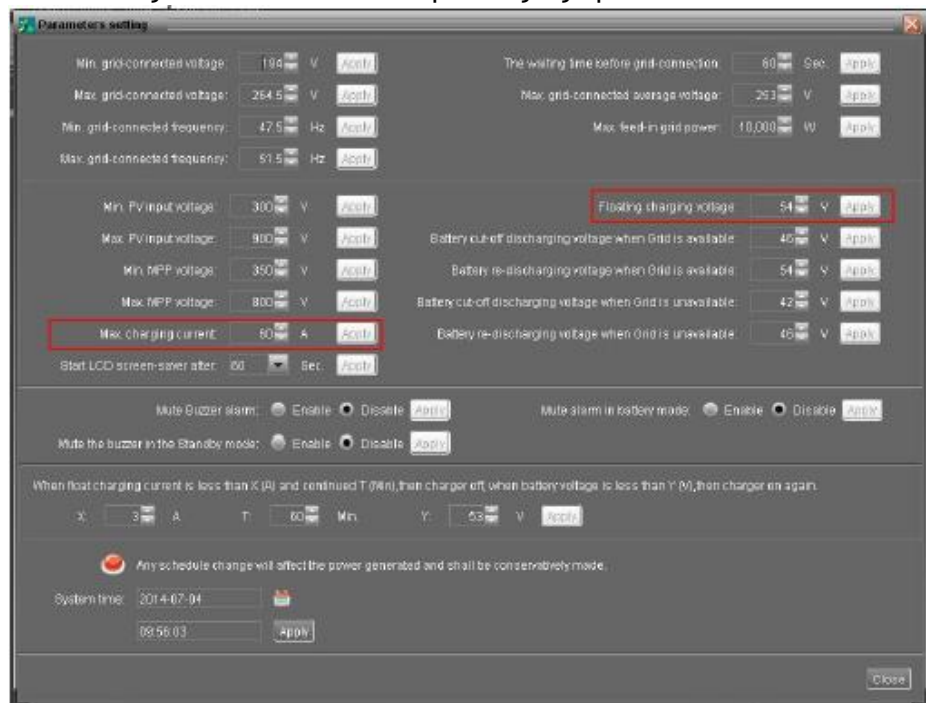 Parameters setting
Min. grid-connected voltage: 184 V Apply
The waiting time before grid-connection: 60 Sec. Apply
Max. grid-connected voltage: 264.5 V Apply
Max. grid-connected average voltage: 253 V Apply
Min. grid-connected frequency: 47.5 Hz Apply
Max. feed-in grid power: 10,000 W Apply
Max. grid-connected frequency: 51.5 Hz Apply
Min. PV input voltage: 300 V Apply
Floating charging voltage 54 V Apply
Max. PV input voltage: 900 V Apply
Battery cut-off discharging voltage when Grid is available: 46 V Apply
Min. MPP voltage: 350 V Apply
Battery re-discharging voltage when Grid is available: 54 V Apply
Max. MPP voltage: 800 V Apply
Battery cut-off discharging voltage when Grid is unavailable: 42 V Apply
Max. charging current: 60 A Apply
Battery re-discharging voltage when Grid is unavailable: 46 V Apply
Start LCD screen-saver after: 60 Sec. Apply
Mute Buzzer alarm: Enable Disable Apply
Mute alarm in battery mode: Enable Disable Apply
Mute the buzzer in the Standby mode: Enable Disable Apply
When float charging current is less than X (A) and continued T (Min),then charger off, when battery voltage is less than Y (V),then charger on again.
X: 3 A T: 60 Min. Y: 53 V Apply
Any schedule change will affect the power generated and shall be conservatively made.
System time: 2014-07-04
09:56:03 Apply
Close